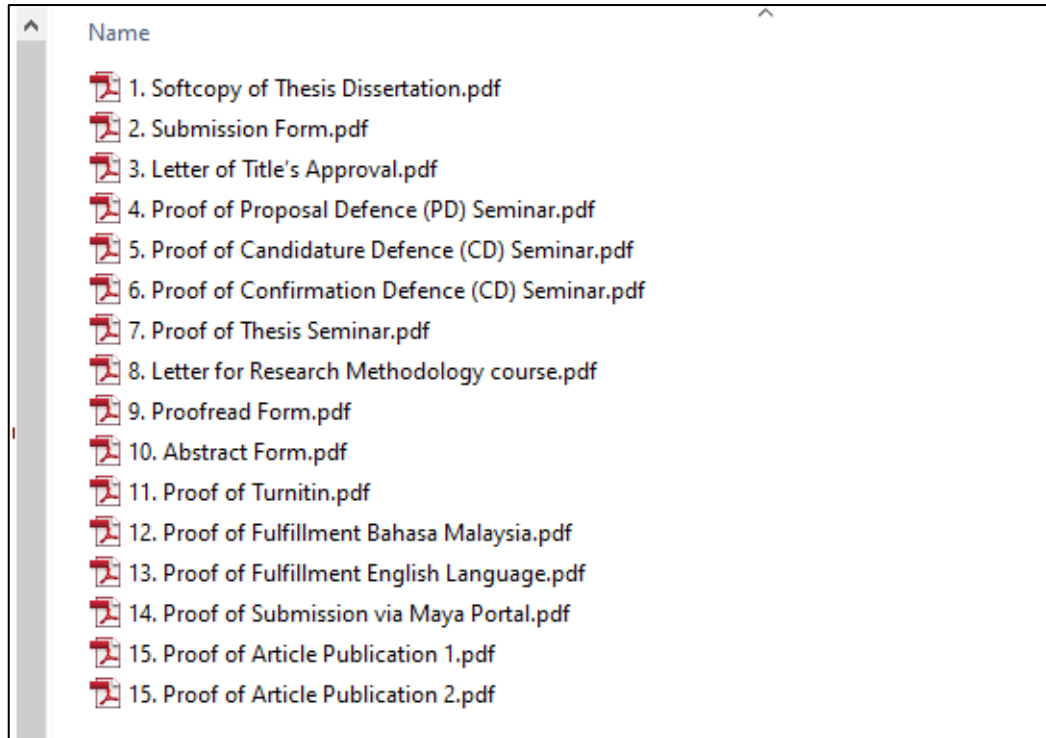 Name
1. Softcopy of Thesis Dissertation.pdf
2. Submission Form.pdf
3. Letter of Title’s Approval.pdf
4. Proof of Proposal Defence (PD) Seminar.pdf
5. Proof of Candidature Defence (CD) Seminar.pdf
6. Proof of Confirmation Defence (CD) Seminar.pdf
7. Proof of Thesis Seminar.pdf
8. Letter for Research Methodology course.pdf
9. Proofread Form.pdf
10. Abstract Form.pdf
11. Proof of Turnitin.pdf
12. Proof of Fulfillment Bahasa Malaysia.pdf
13. Proof of Fulfillment English Language.pdf
14. Proof of Submission via Maya Portal.pdf
15. Proof of Article Publication 1.pdf
15. Proof of Article Publication 2.pdf